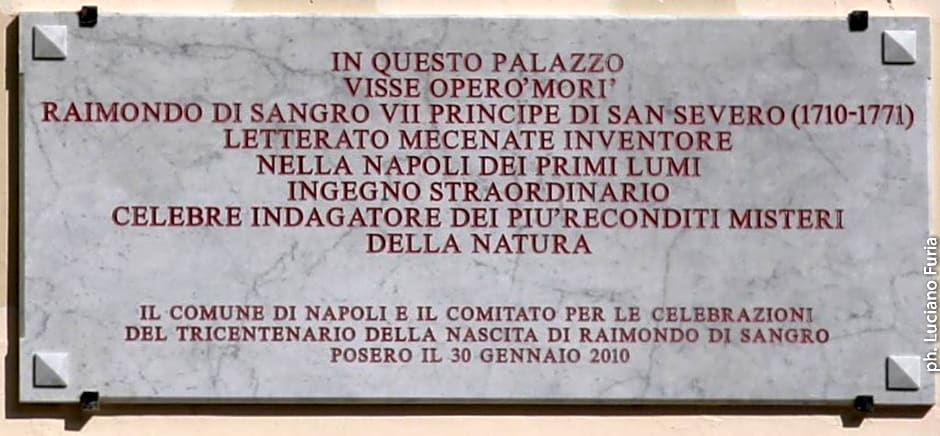 IN QUESTO PALAZZO
VISSE OPERO' MORI'
RAIMONDO DI SANGRO VII PRINCIPE DI SAN SEVERO (1710-1771)
LETTERATO MECENATE INVENTORE
NELLA NAPOLI DEI PRIMI LUMI
INGEGNO STRAORDINARIO
CELEBRE INDAGATORE DEI PIU' RECONDITI MISTERI
DELLA NATURA
IL COMUNE DI NAPOLI E IL COMITATO PER LE CELEBRAZIONI
DEL TRICENTENARIO DELLA NASCITA DI RAIMONDO DI SANGRO
POSERO IL 30 GENNAIO 2010
ph. Luciano Furia